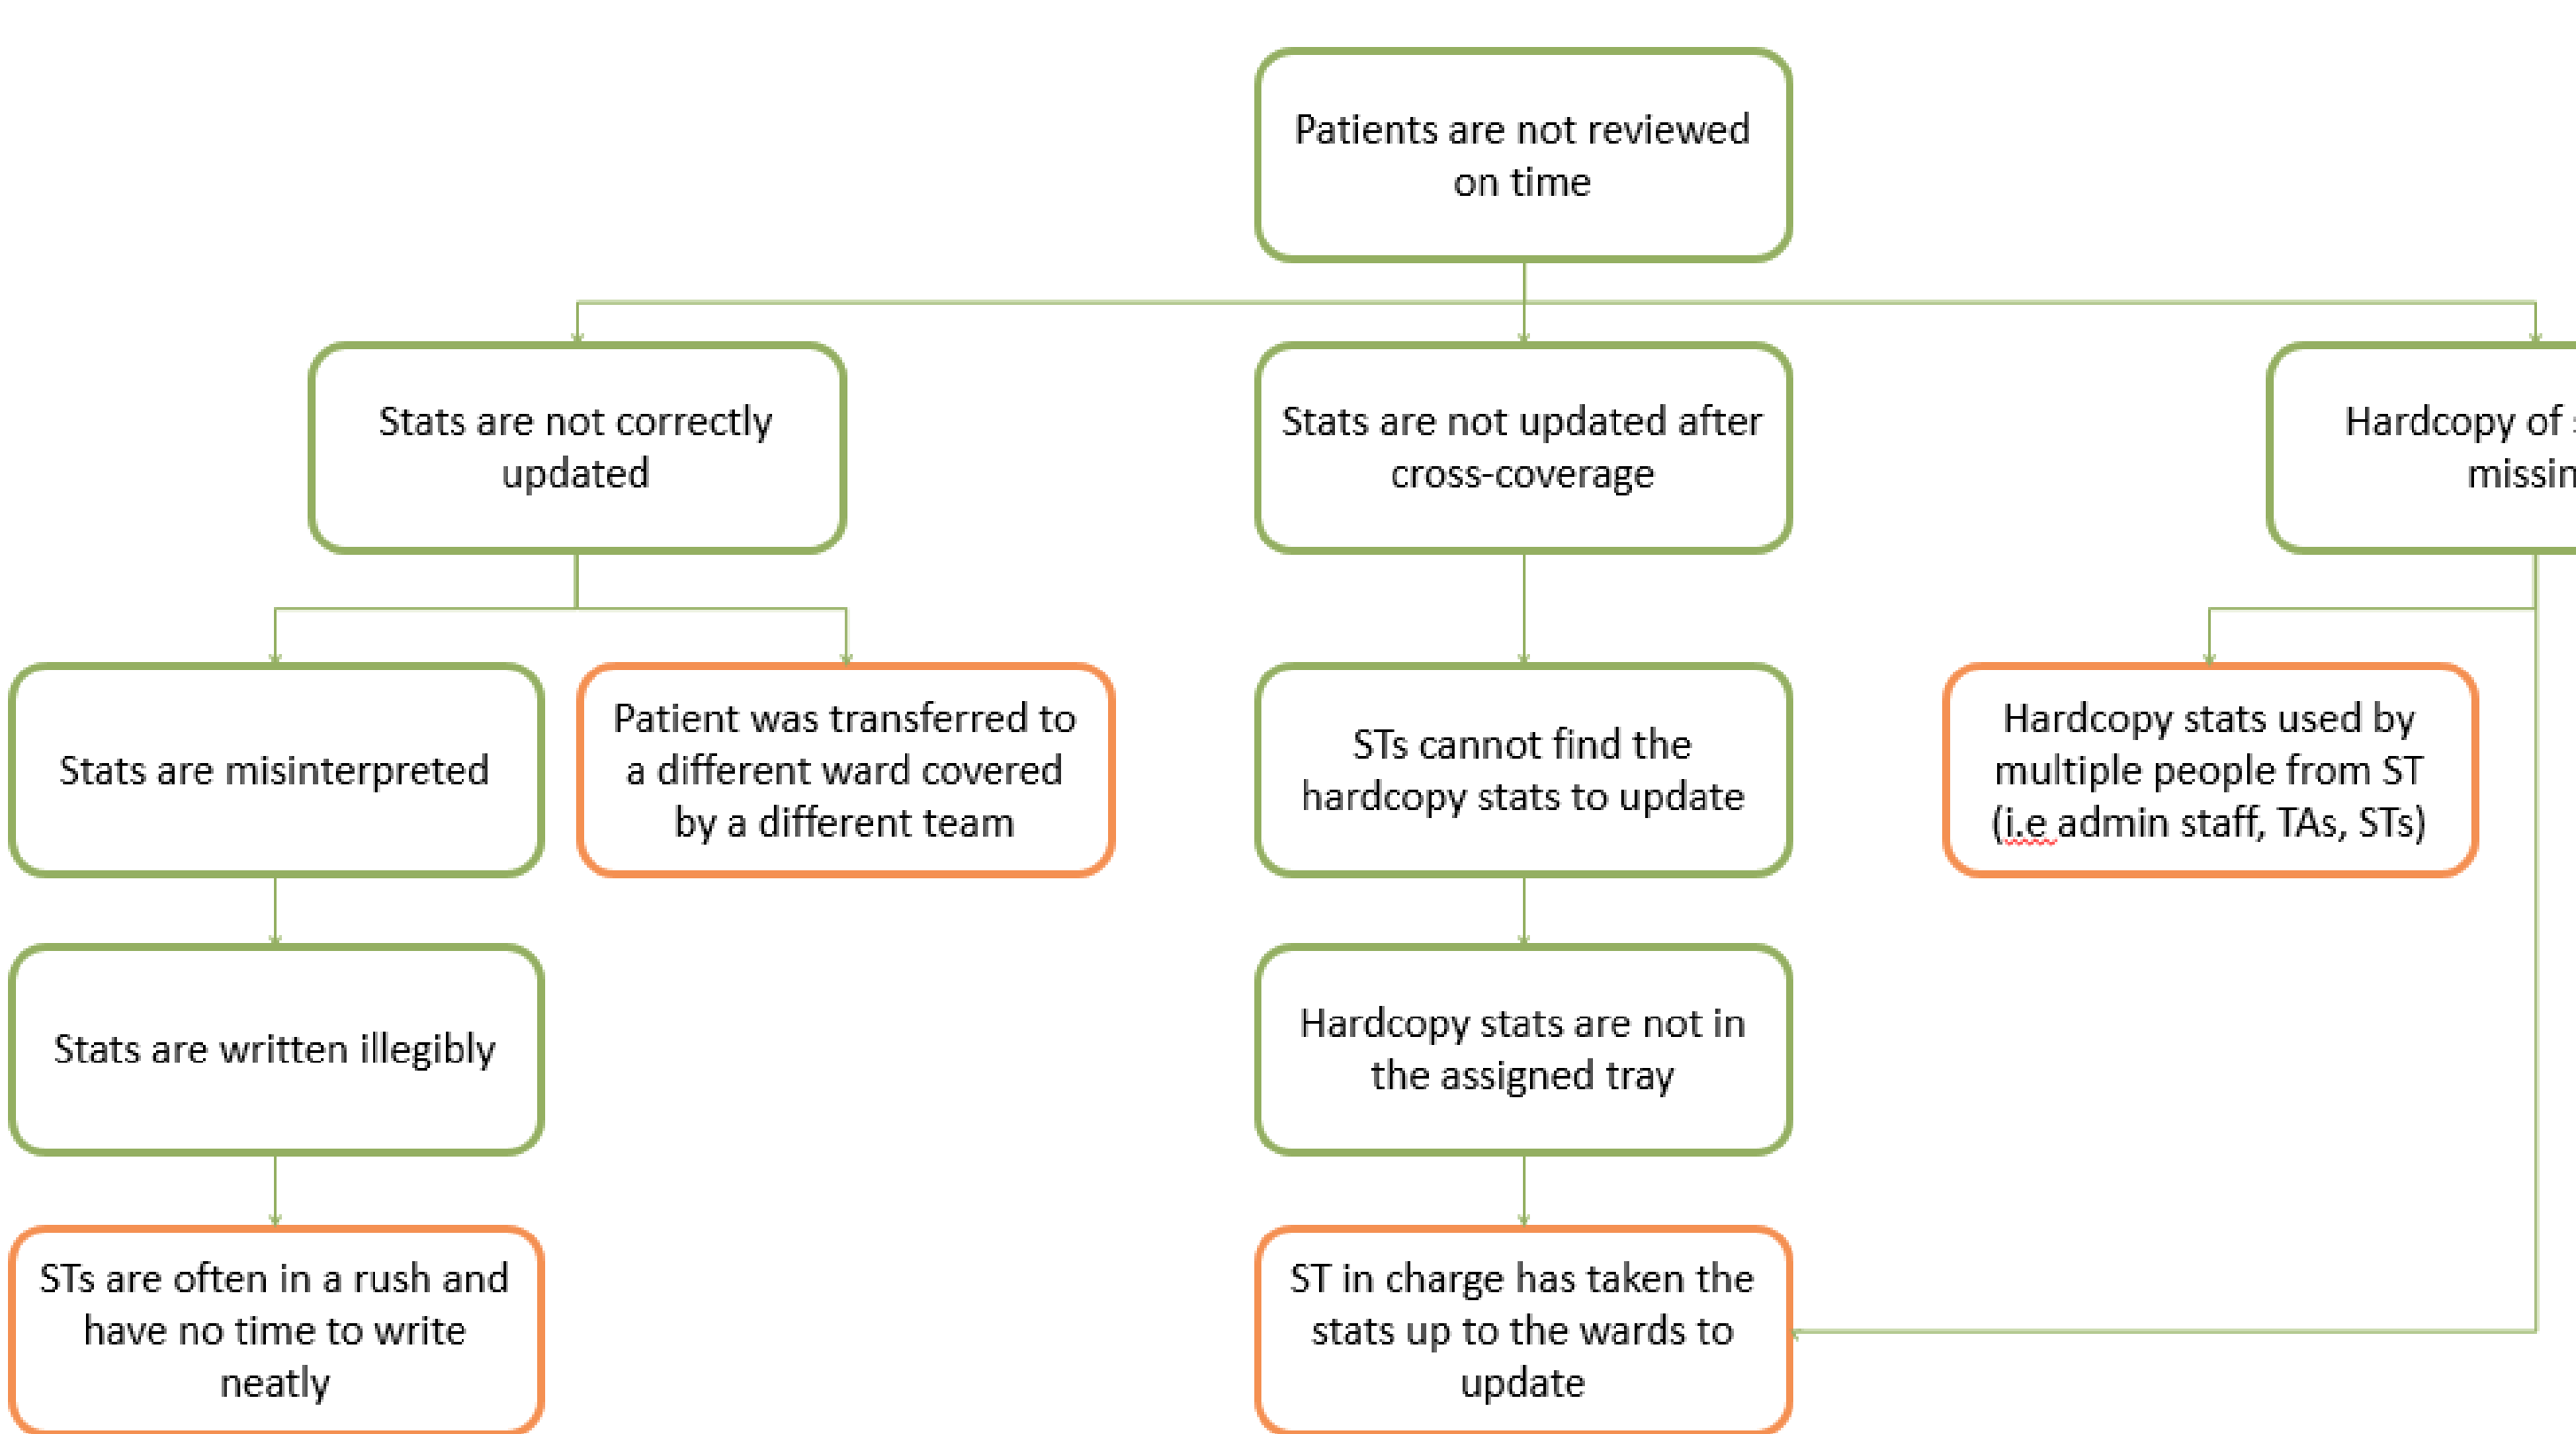 Patients are not reviewed
on time
Stats are not correctly
updated
Stats are not updated after
cross-coverage
Hardcopy of
Stats are misinterpreted
Patient was transferred to
a different ward covered
by a different team
STs cannot find the
hardcopy stats to update
Hardcopy stats used by
multiple people from ST
(i.e admin staff, TAs, STs)
Stats are written illegibly
Hardcopy stats are not in
the assigned tray
STs are often in a rush and
have no time to write
neatly
ST in charge has taken the
stats up to the wards to
update